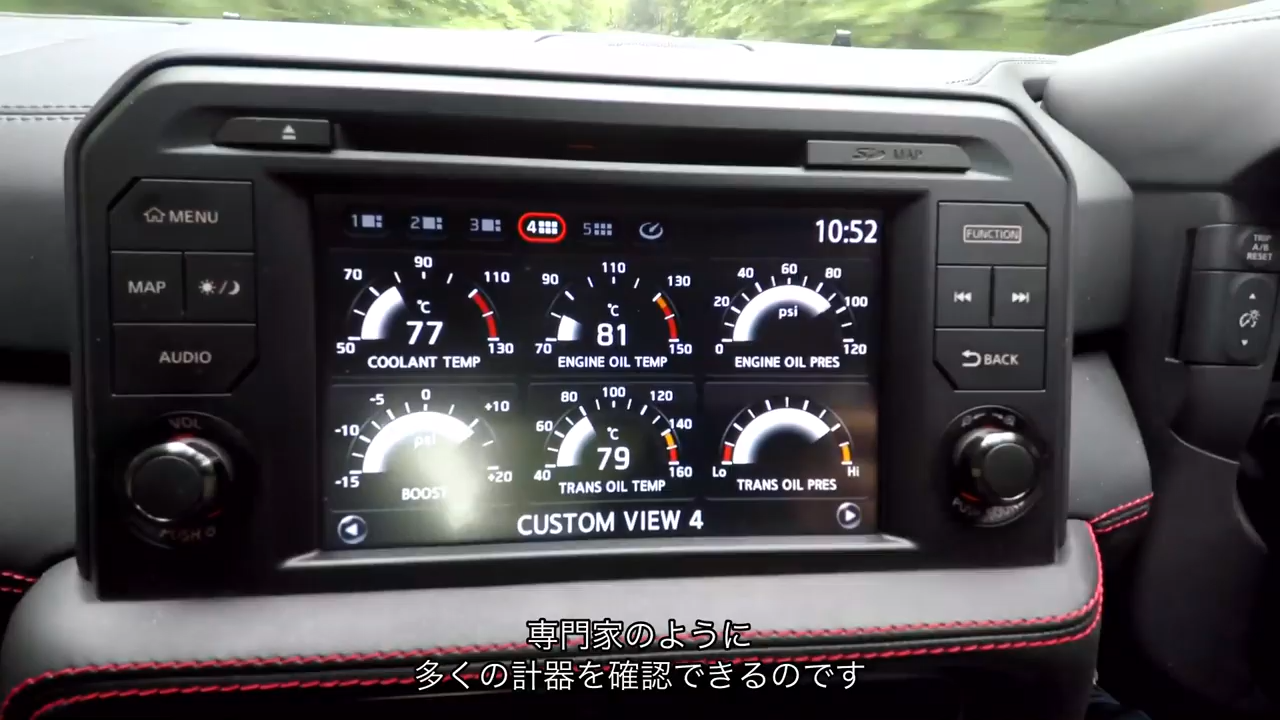 SD MAP
MENU
MAP
AUDIO
VOL
PUSH
1 2 3 4 5
10:52
FUNCTION
BACK
TRIP
A/B
RESET
50 70 90 110 130
℃
77
COOLANT TEMP
70 90 110 130 150
℃
81
ENGINE OIL TEMP
0 20 40 60 80 100 120
psi
ENGINE OIL PRES
-15 -10 -5 0 +10 +20
psi
BOOST
40 60 80 100 120 140 160
℃
79
TRANS OIL TEMP
Lo Hi
TRANS OIL PRES
CUSTOM VIEW 4
専門家のように
多くの計器を確認できるのです